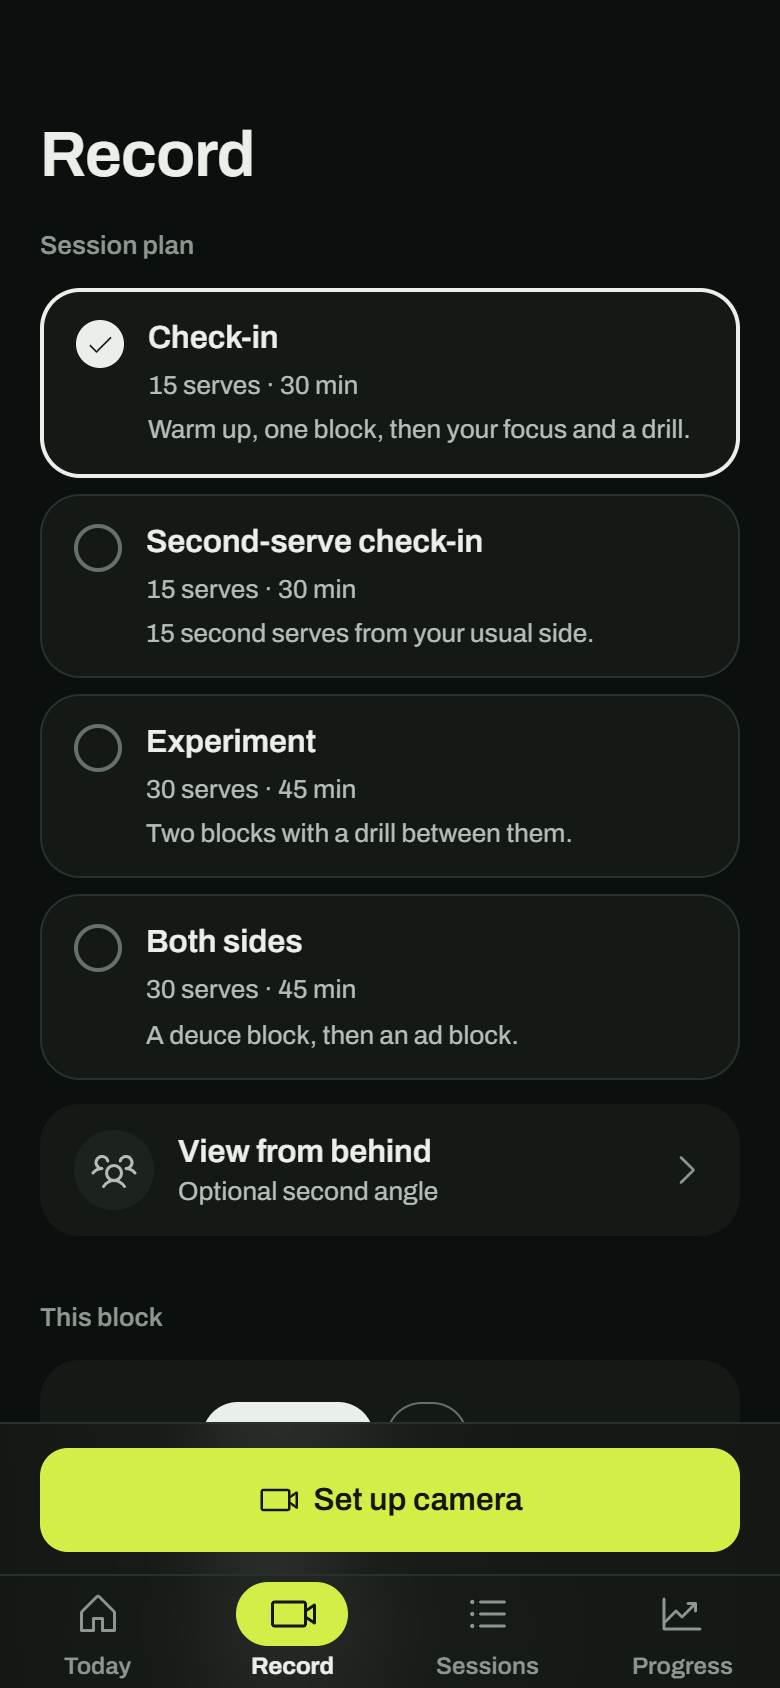 Record
Session plan
Check-in
15 serves · 30 min
Warm up, one block, then your focus and a drill.
Second-serve check-in
15 serves · 30 min
15 second serves from your usual side.
Experiment
30 serves · 45 min
Two blocks with a drill between them.
Both sides
30 serves · 45 min
A deuce block, then an ad block.
View from behind
Optional second angle
This block
Set up camera
Today
Record
Sessions
Progress